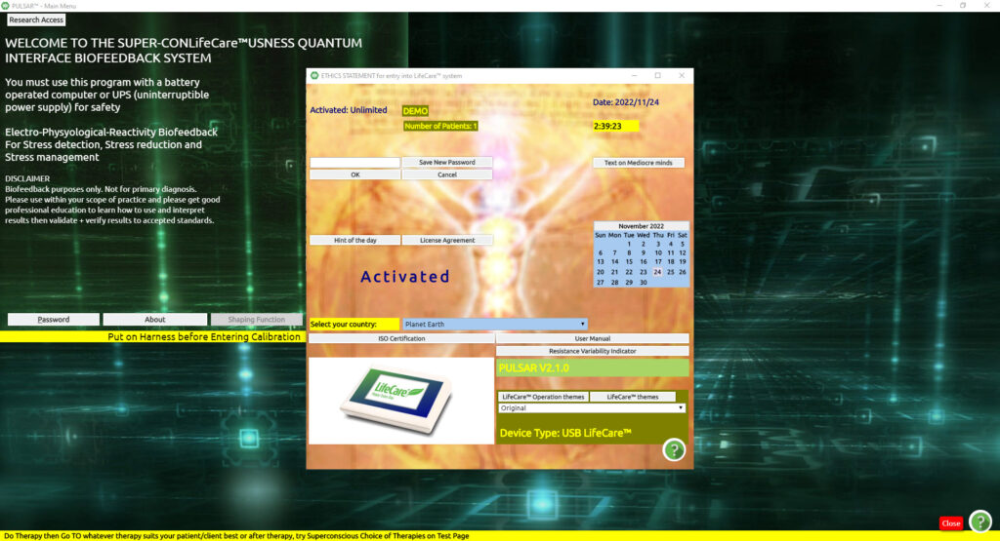 PULSAR™ - Main Menu
Research Access
WELCOME TO THE SUPER-CONLifeCare™USNESS QUANTUM
INTERFACE BIOFEEDBACK SYSTEM
You must use this program with a battery
operated computer or UPS (uninterruptible
power supply) for safety
Electro-Physyological-Reactivity Biofeedback
For Stress detection, Stress reduction and
Stress management
DISCLAIMER
Biofeedback purposes only. Not for primary diagnosis.
Please use within your scope of practice and please get good
professional education to learn how to use and interpret
results then validate + verify results to accepted standards.
Password
About
Shaping Function
Put on Harness before Entering Calibration
ETHICS STATEMENT for entry into LifeCare™ system
Activated: Unlimited
DEMO
Number of Patients: 1
Date: 2022/11/24
2:39:23
Save New Password
OK
Cancel
Text on Mediocre minds
Hint of the day
License Agreement
Activated
November 2022
Sun Mon Tue Wed Thu Fri Sat
1 2 3 4 5
6 7 8 9 10 11 12
13 14 15 16 17 18 19
20 21 22 23 24 25 26
27 28 29 30
Select your country:
Planet Earth
ISO Certification
User Manual
Resistance Variability Indicator
PULSAR V2.1.0
LifeCare
LifeCare™ Operation themes
LifeCare™ themes
Original
Device Type: USB LifeCare™
?
Close
?
Do Therapy then Go TO whatever therapy suits your patient/client best or after therapy, try Superconscious Choice of Therapies on Test Page